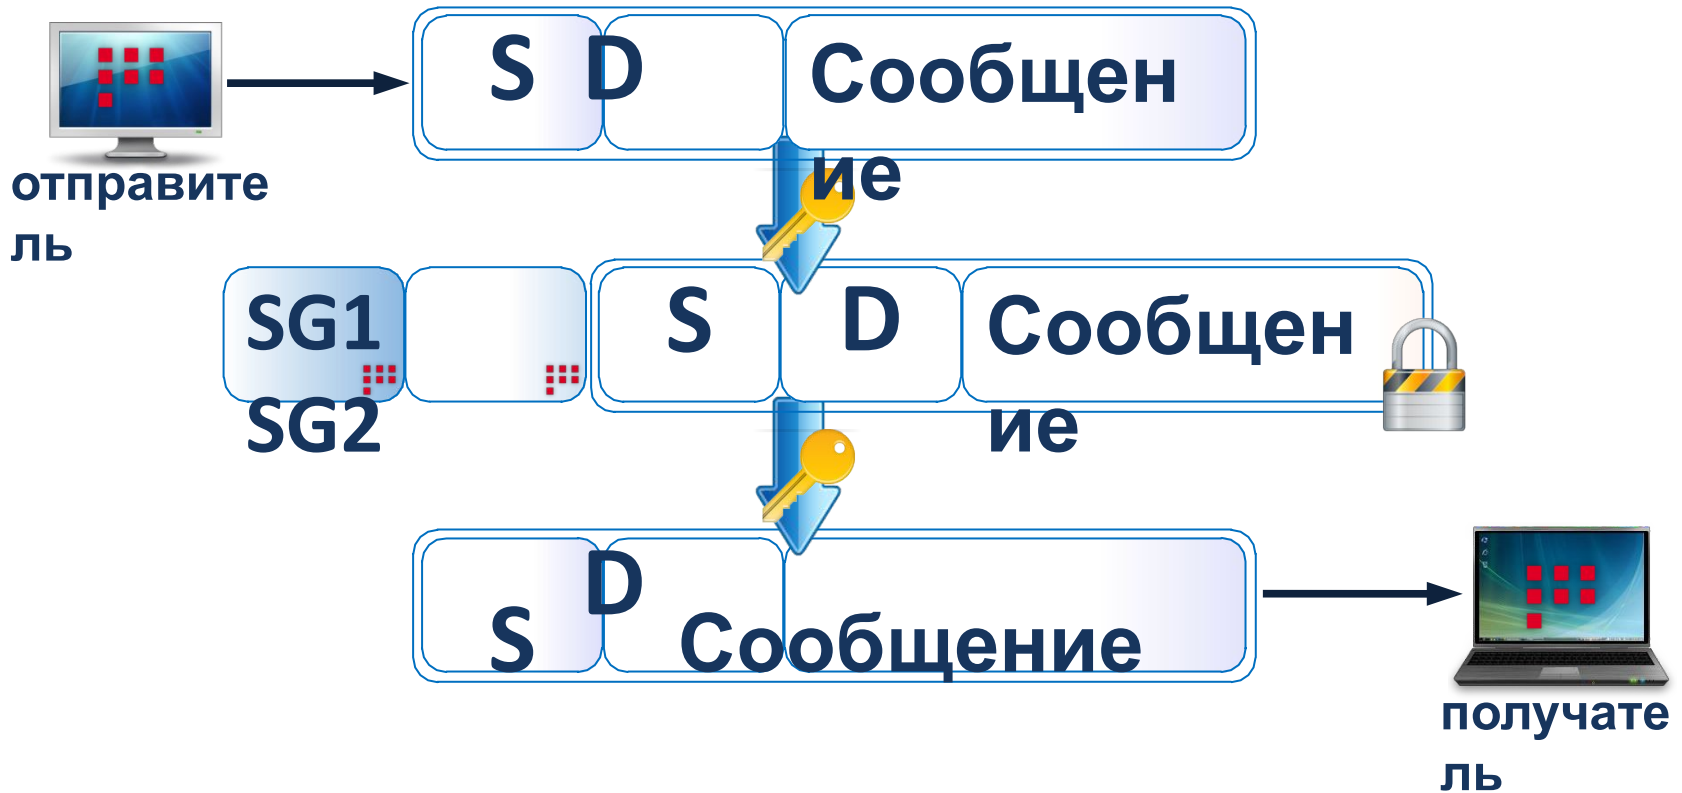 S D Сообщен
ие
отправите
ль
SG1 S D Сообщен
SG2 ие
D
S Сообщение
получате
ль